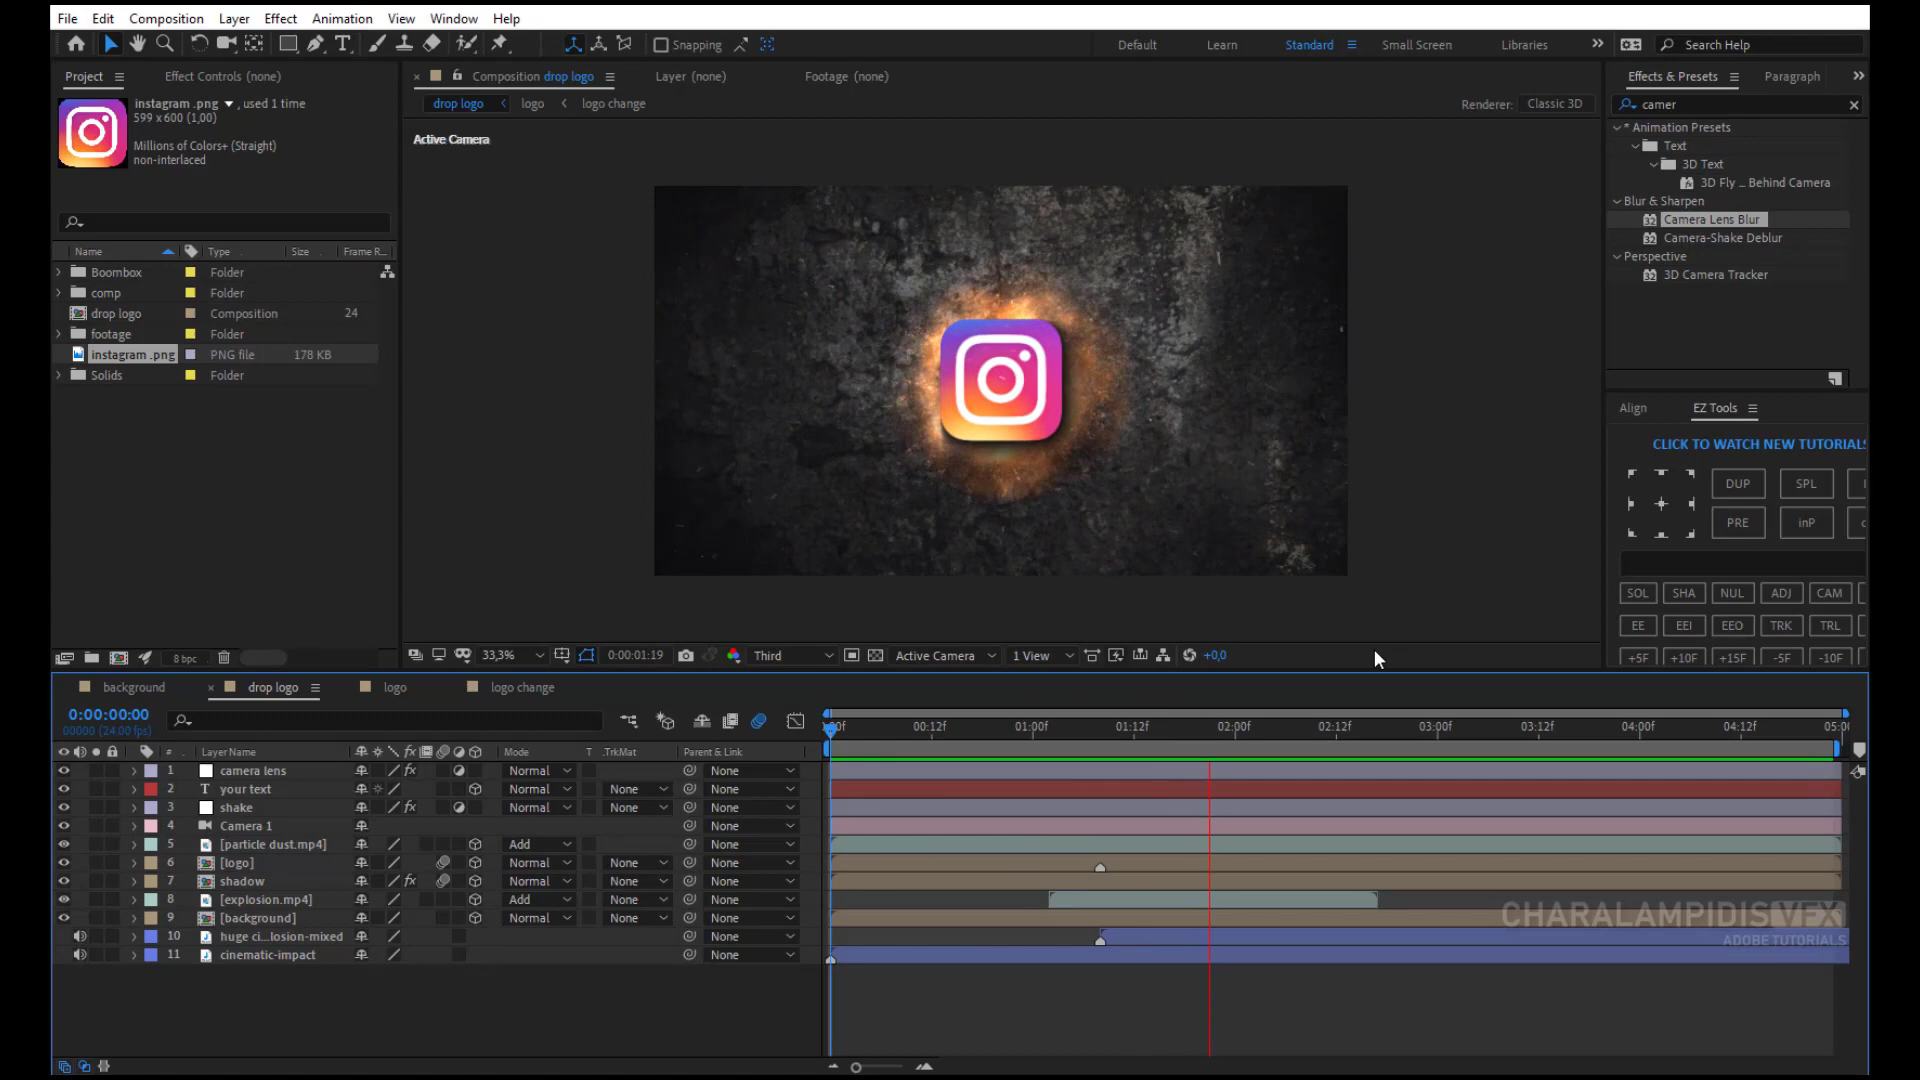 File Edit Composition Layer Effect Animation View Window Help
Snapping Default Learn Standard Small Screen Libraries Search Help
Project Effect Controls (none)
instagram .png , used 1 time
599 x 600 (1,00)
Millions of Colors+ (Straight)
non-interlaced
Name Type Size Frame R...
Boombox Folder
comp Folder
drop logo Composition 24
footage Folder
instagram .png PNG file 178 KB
Solids Folder
8 bpc
Composition drop logo Layer (none) Footage (none)
drop logo logo logo change Renderer: Classic 3D
Active Camera
33,3% 0:00:01:19 Third Active Camera 1 View +0,0
Effects & Presets Paragraph
camer
* Animation Presets
Text
3D Text
3D Fly ... Behind Camera
Blur & Sharpen
Camera Lens Blur
Camera-Shake Deblur
Perspective
3D Camera Tracker
Align EZ Tools
CLICK TO WATCH NEW TUTORIALS
DUP SPL
PRE inP
SOL SHA NUL ADJ CAM
EE EEI EEO TRK TRL
+5F +10F +15F -5F -10F
background drop logo logo logo change
0:00:00:00
00000 (24.00 fps)
00:12f 01:00f 01:12f 02:00f 02:12f 03:00f 03:12f 04:00f 04:12f
# Layer Name fx Mode T .TrkMat Parent & Link
1 camera lens fx Normal None
2 T your text Normal None None
3 shake fx Normal None None
4 Camera 1 None
5 [particle dust.mp4] Add None
6 [logo] Normal None None
7 shadow fx Normal None None
8 [explosion.mp4] Add None None
9 [background] Normal None None
10 huge ci...losion-mixed None
11 cinematic-impact None
CHARALAMPIDISVFX
ADOBE TUTORIALS